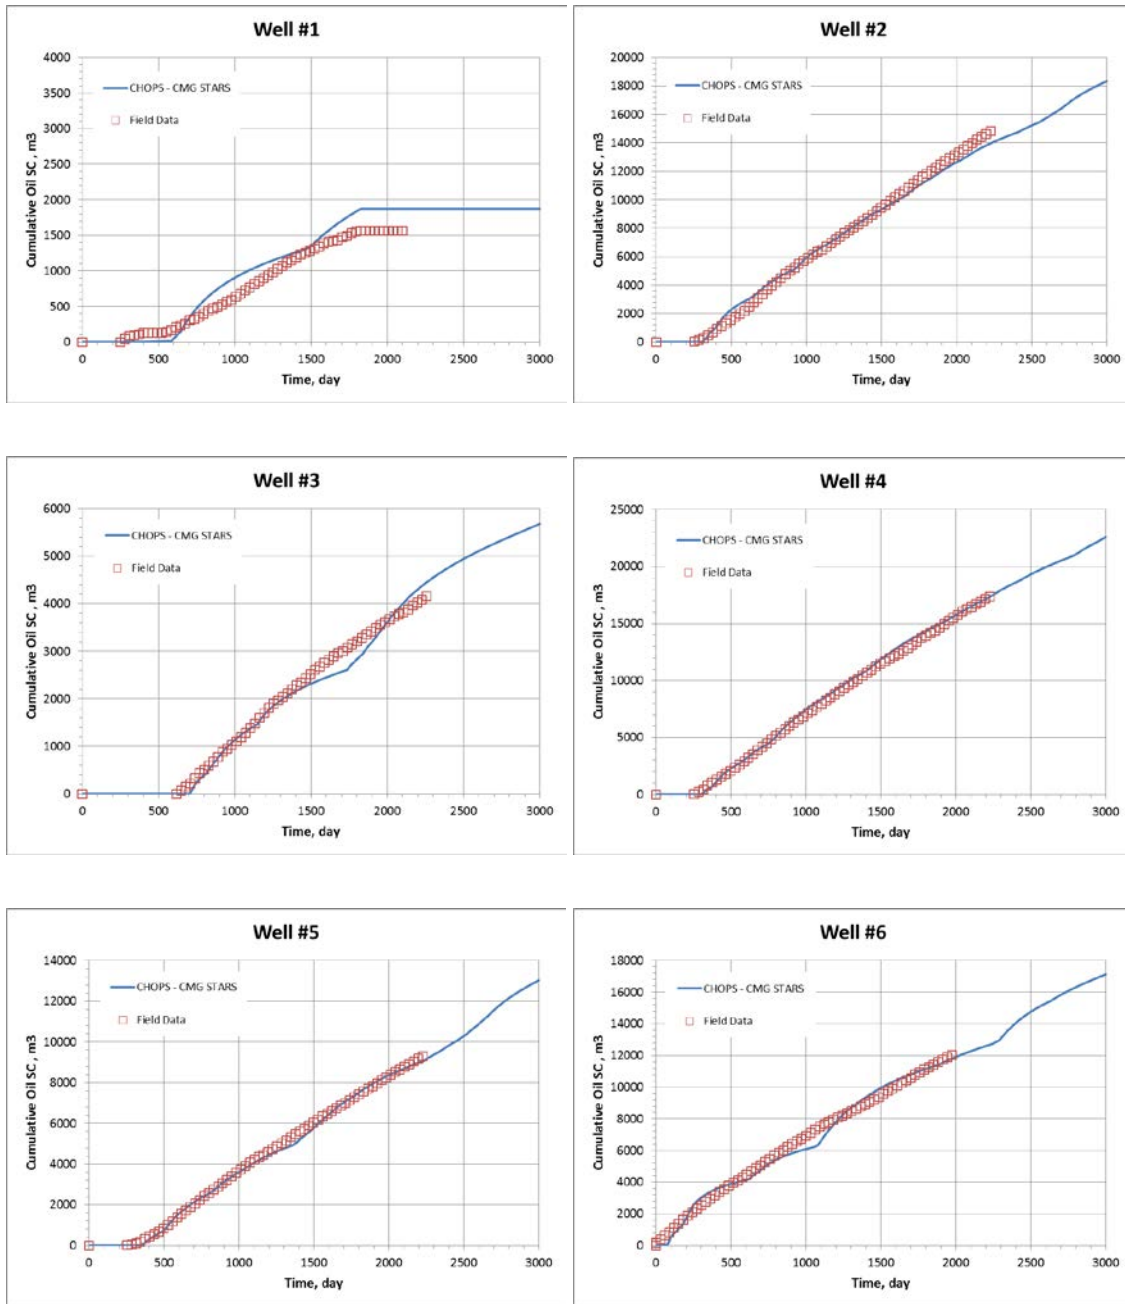 Well #1
4000
3500
3000
2500
2000
1500
1000
500
0
Cumulative Oil SC , m3
CHOPS - CMG STARS
Field Data
0 500 1000 1500 2000 2500 3000
Time, day
Well #2
20000
18000
16000
14000
12000
10000
8000
6000
4000
2000
0
Cumulative Oil SC , m3
CHOPS - CMG STARS
Field Data
0 500 1000 1500 2000 2500 3000
Time, day
Well #3
6000
5000
4000
3000
2000
1000
0
Cumulative Oil SC , m3
CHOPS - CMG STARS
Field Data
0 500 1000 1500 2000 2500 3000
Time, day
Well #4
25000
20000
15000
10000
5000
0
Cumulative Oil SC , m3
CHOPS - CMG STARS
Field Data
0 500 1000 1500 2000 2500 3000
Time, day
Well #5
14000
12000
10000
8000
6000
4000
2000
0
Cumulative Oil SC , m3
CHOPS - CMG STARS
Field Data
0 500 1000 1500 2000 2500 3000
Time, day
Well #6
18000
16000
14000
12000
10000
8000
6000
4000
2000
0
Cumulative Oil SC , m3
CHOPS - CMG STARS
Field Data
0 500 1000 1500 2000 2500 3000
Time, day